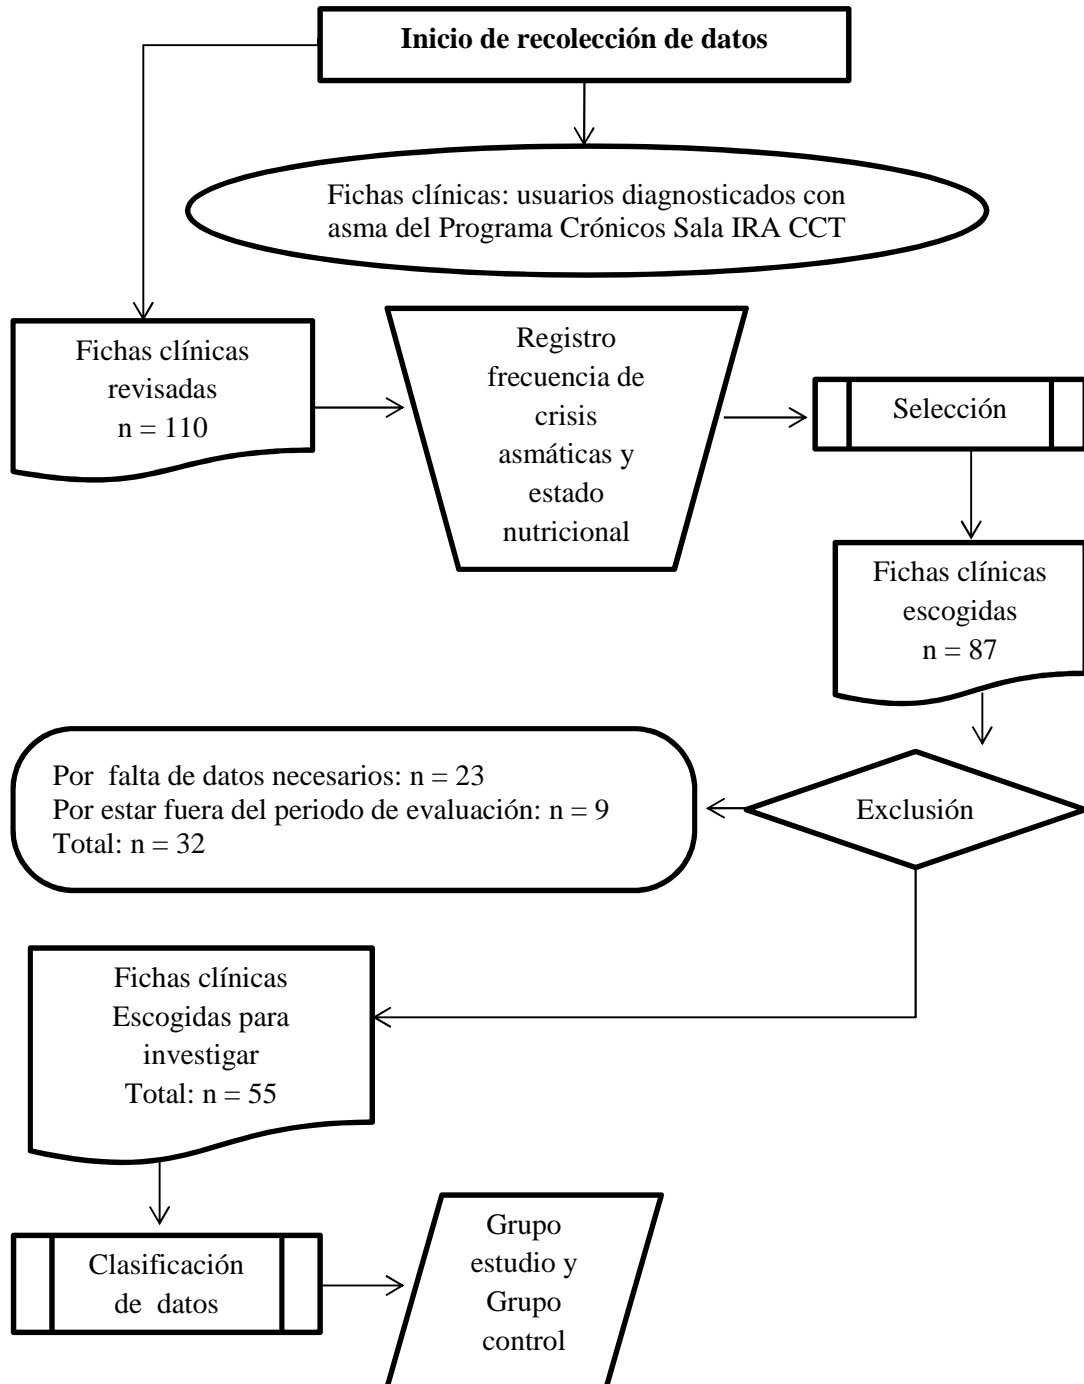 Inicio de recolección de datos
Fichas clínicas: usuarios diagnosticados con
asma del Programa Crónicos Sala IRA CCT
Fichas clínicas
revisadas
n = 110
Registro
frecuencia de
crisis
asmáticas y
estado
nutricional
Selección
Fichas clínicas
escogidas
n = 87
Exclusión
Por falta de datos necesarios: n = 23
Por estar fuera del periodo de evaluación: n = 9
Total: n = 32
Fichas clínicas
Escogidas para
investigar
Total: n = 55
Clasificación
de datos
Grupo
estudio y
Grupo
control